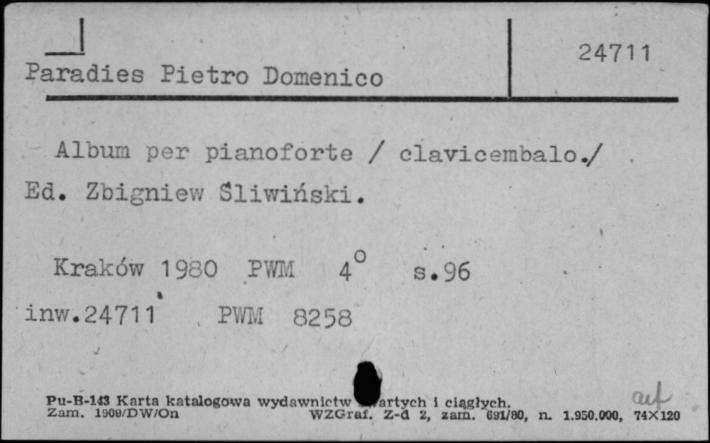 24711
Paradies Pietro Domenico
Album per pianoforte / clavicembalo./
Ed. Zbigniew Śliwiński.
Kraków 1980 PWM 4° s.96
inw.24711 PWM 8258
Pu-B-143 Karta katalogowa wydawnictw artych i ciągłych.
Zam. 1909/DW/On WZGraf. Z-d 2, zam. 691/80, n. 1.950.000, 74×120